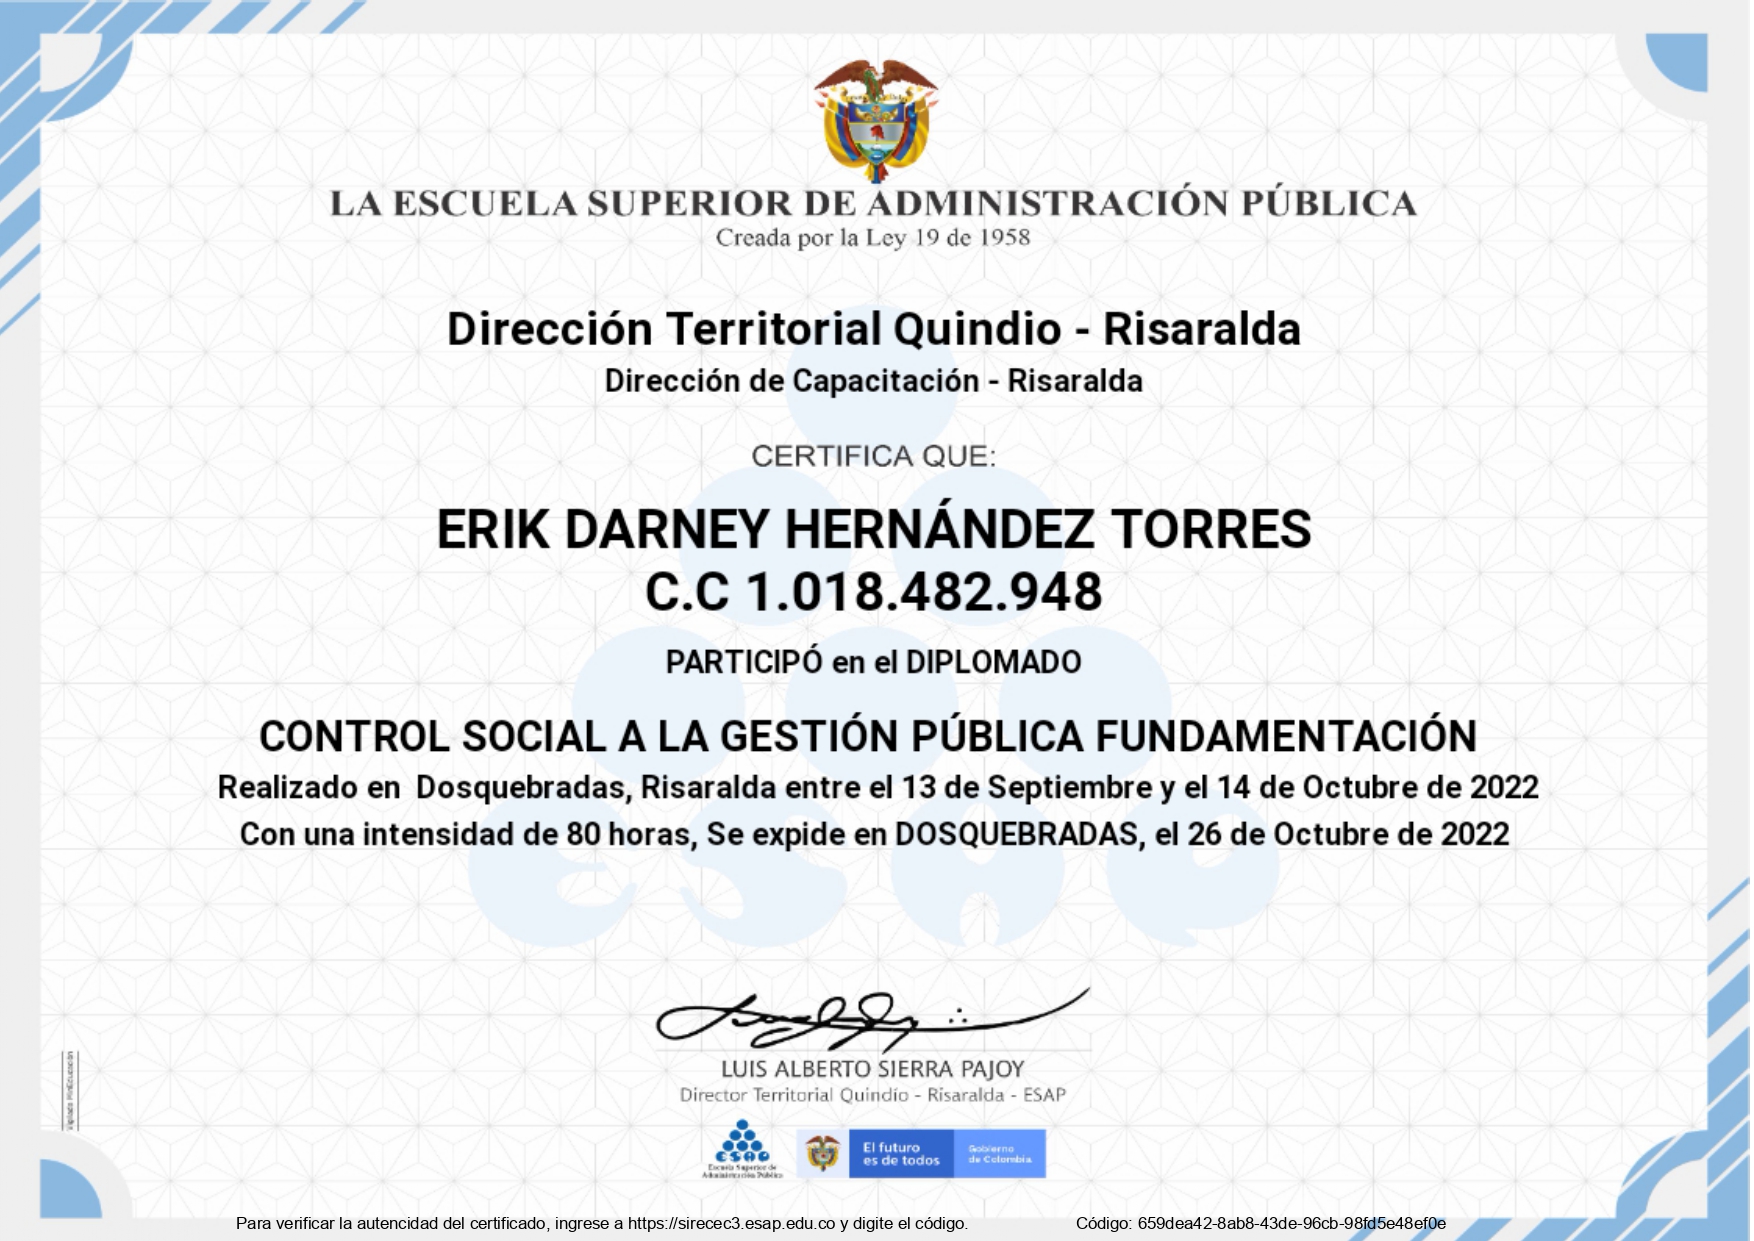 LA ESCUELA SUPERIOR DE ADMINISTRACIÓN PÚBLICA
Creada por la Ley 19 de 1958
Dirección Territorial Quindio - Risaralda
Dirección de Capacitación - Risaralda
CERTIFICA QUE:
ERIK DARNEY HERNÁNDEZ TORRES
C.C 1.018.482.948
PARTICIPÓ en el DIPLOMADO
CONTROL SOCIAL A LA GESTIÓN PÚBLICA FUNDAMENTACIÓN
Realizado en Dosquebradas, Risaralda entre el 13 de Septiembre y el 14 de Octubre de 2022
Con una intensidad de 80 horas, Se expide en DOSQUEBRADAS, el 26 de Octubre de 2022
esap
LUIS ALBERTO SIERRA PAJOY
Director Territorial Quindío - Risaralda - ESAP
esap
Escuela Superior de
Administración Pública
El futuro
es de todos
Gobierno
de Colombia
Vigilada MinEducación
Para verificar la autencidad del certificado, ingrese a https://sirecec3.esap.edu.co y digite el código.
Código: 659dea42-8ab8-43de-96cb-98fd5e48ef0e